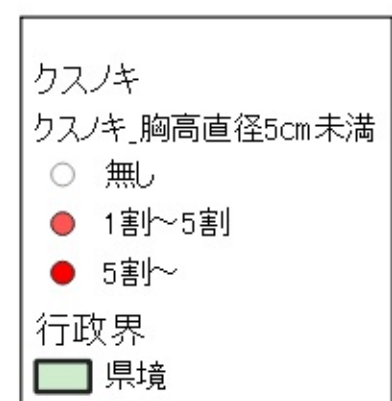 クスノキ
クスノキ_胸高直径5cm未満
無し
1割～5割
5割～
行政界
県境